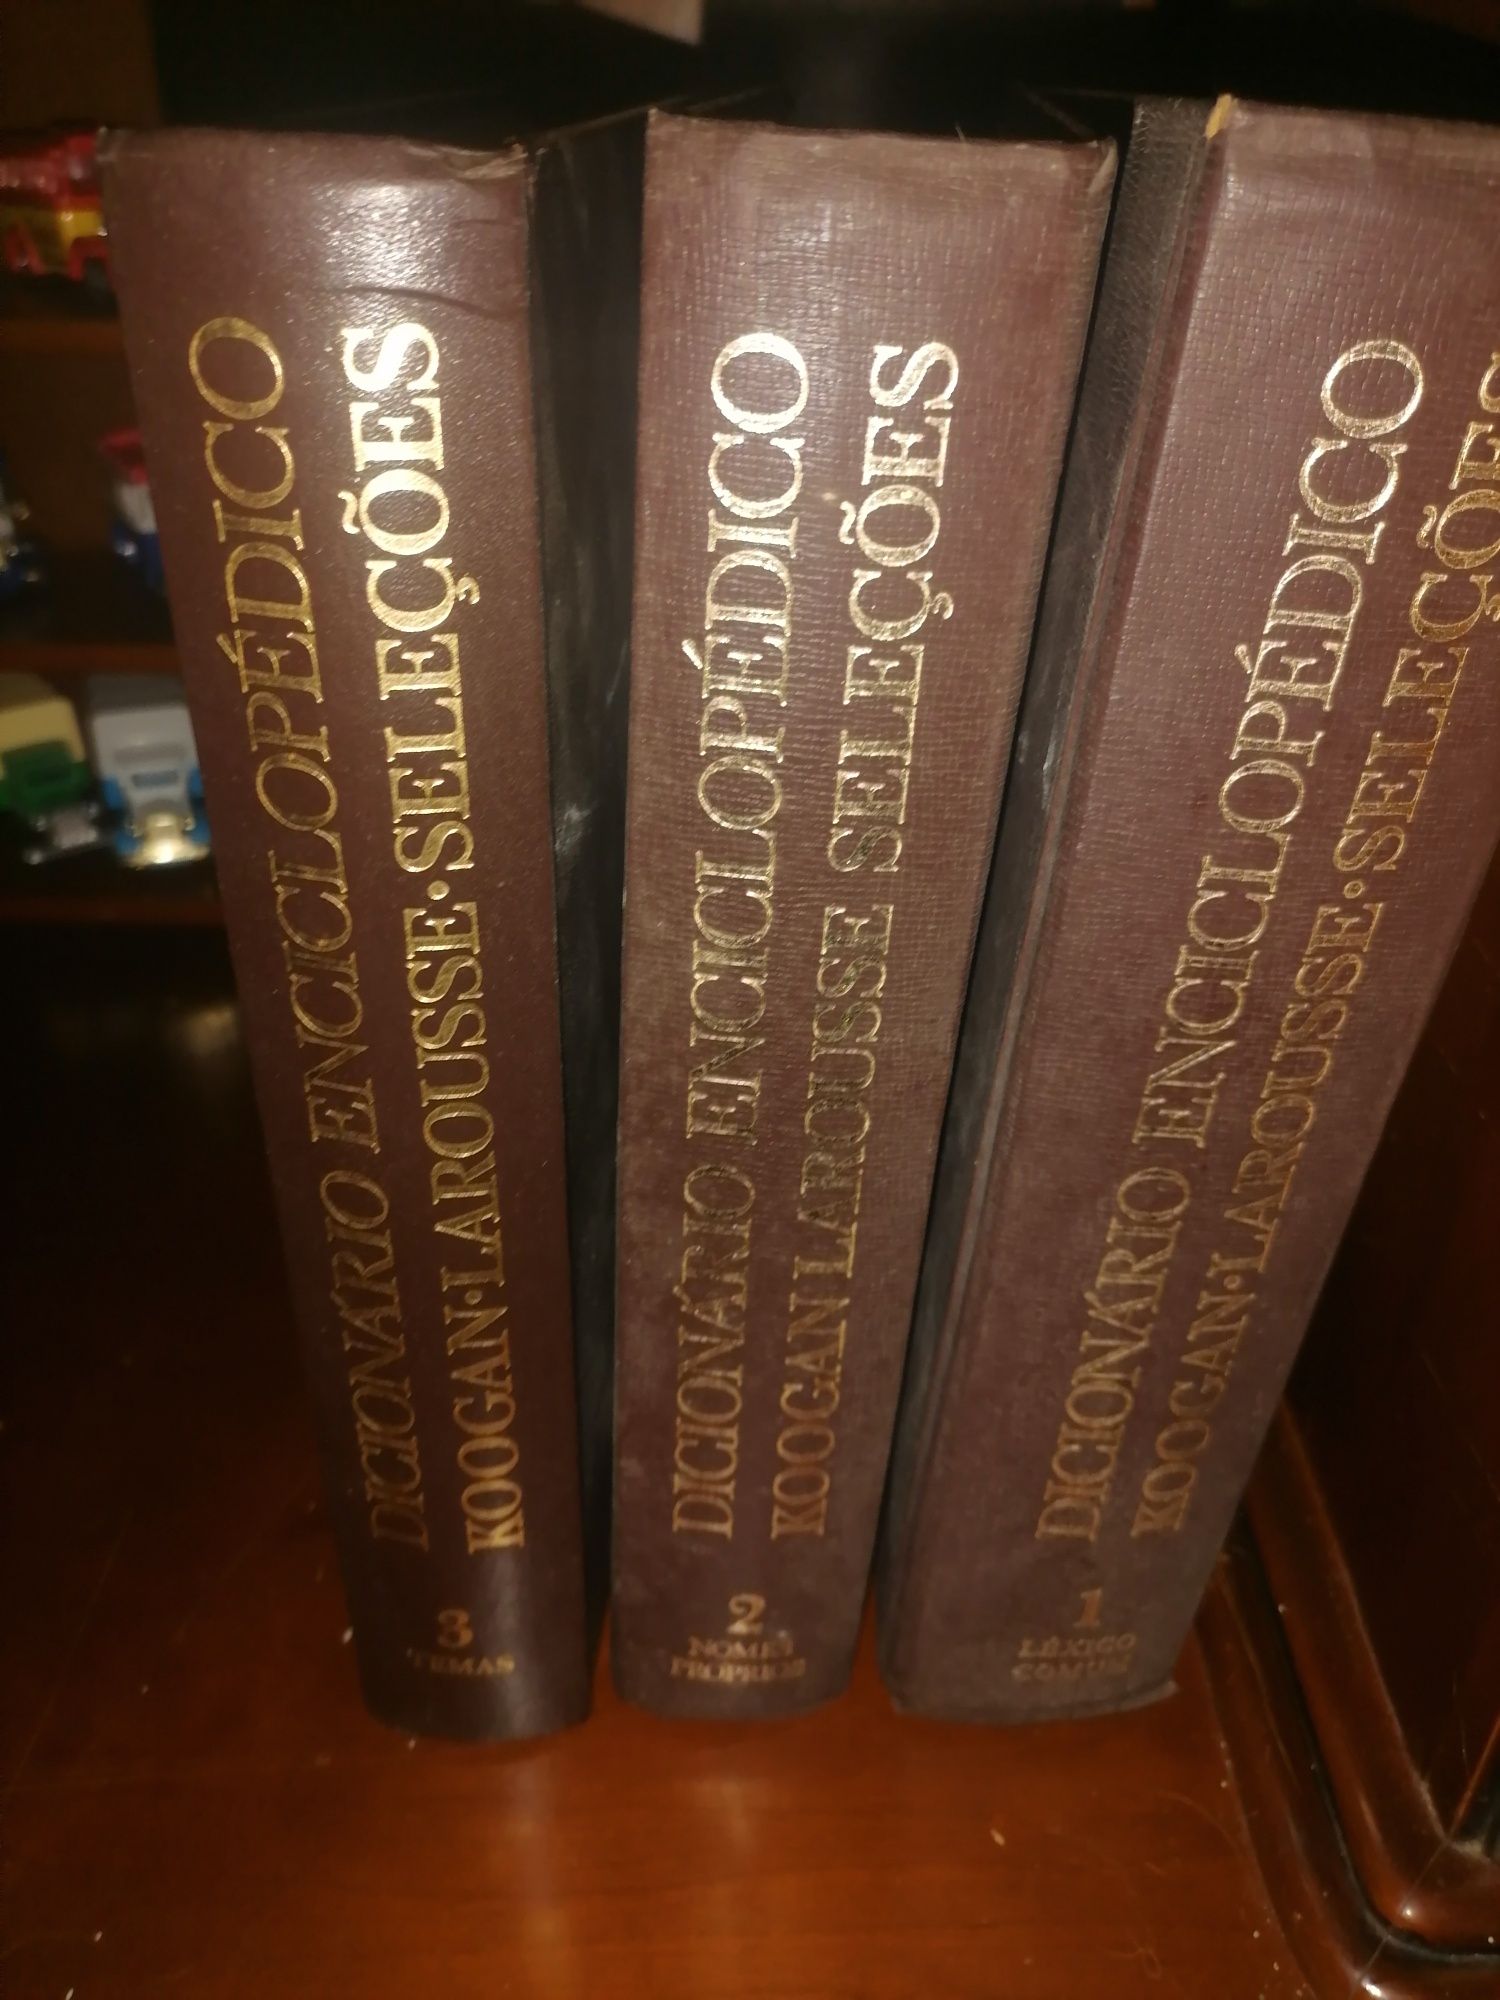 DICIONÁRIO ENCICLOPÉDICO
KOOGAN·LAROUSSE·SELEÇÕES
3
TEMAS
DICIONÁRIO ENCICLOPÉDICO
KOOGAN LAROUSSE SELEÇÕES
2
NOMES
PRÓPRIOS
DICIONÁRIO ENCICLOPÉDICO
KOOGAN·LAROUSSE·SELEÇÕES
1
LÉXICO
COMUM